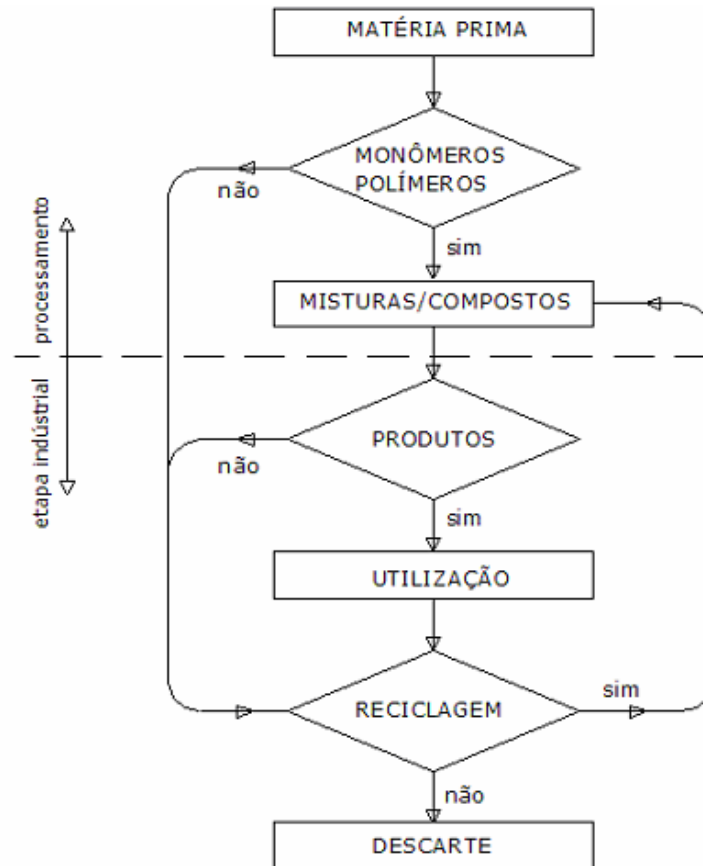 MATÉRIA PRIMA
MONÔMEROS
POLÍMEROS
não
sim
processamento
MISTURAS/COMPOSTOS
etapa indústrial
PRODUTOS
não
sim
UTILIZAÇÃO
RECICLAGEM
sim
não
DESCARTE